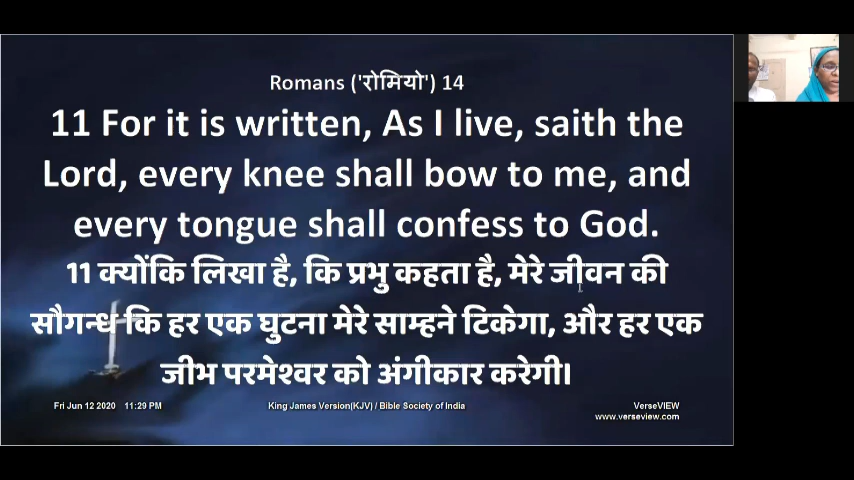 Romans ('रोमियो') 14
11 For it is written, As I live, saith the
Lord, every knee shall bow to me, and
every tongue shall confess to God.
11 क्योंकि लिखा है, कि प्रभु कहता है, मेरे जीवन की
सौगन्ध कि हर एक घुटना मेरे साम्हने टिकेगा, और हर एक
जीभ परमेश्वर को अंगीकार करेगी।
Fri Jun 12 2020 11:29 PM King James Version(KJV) / Bible Society of India VerseVIEW
www.verseview.com